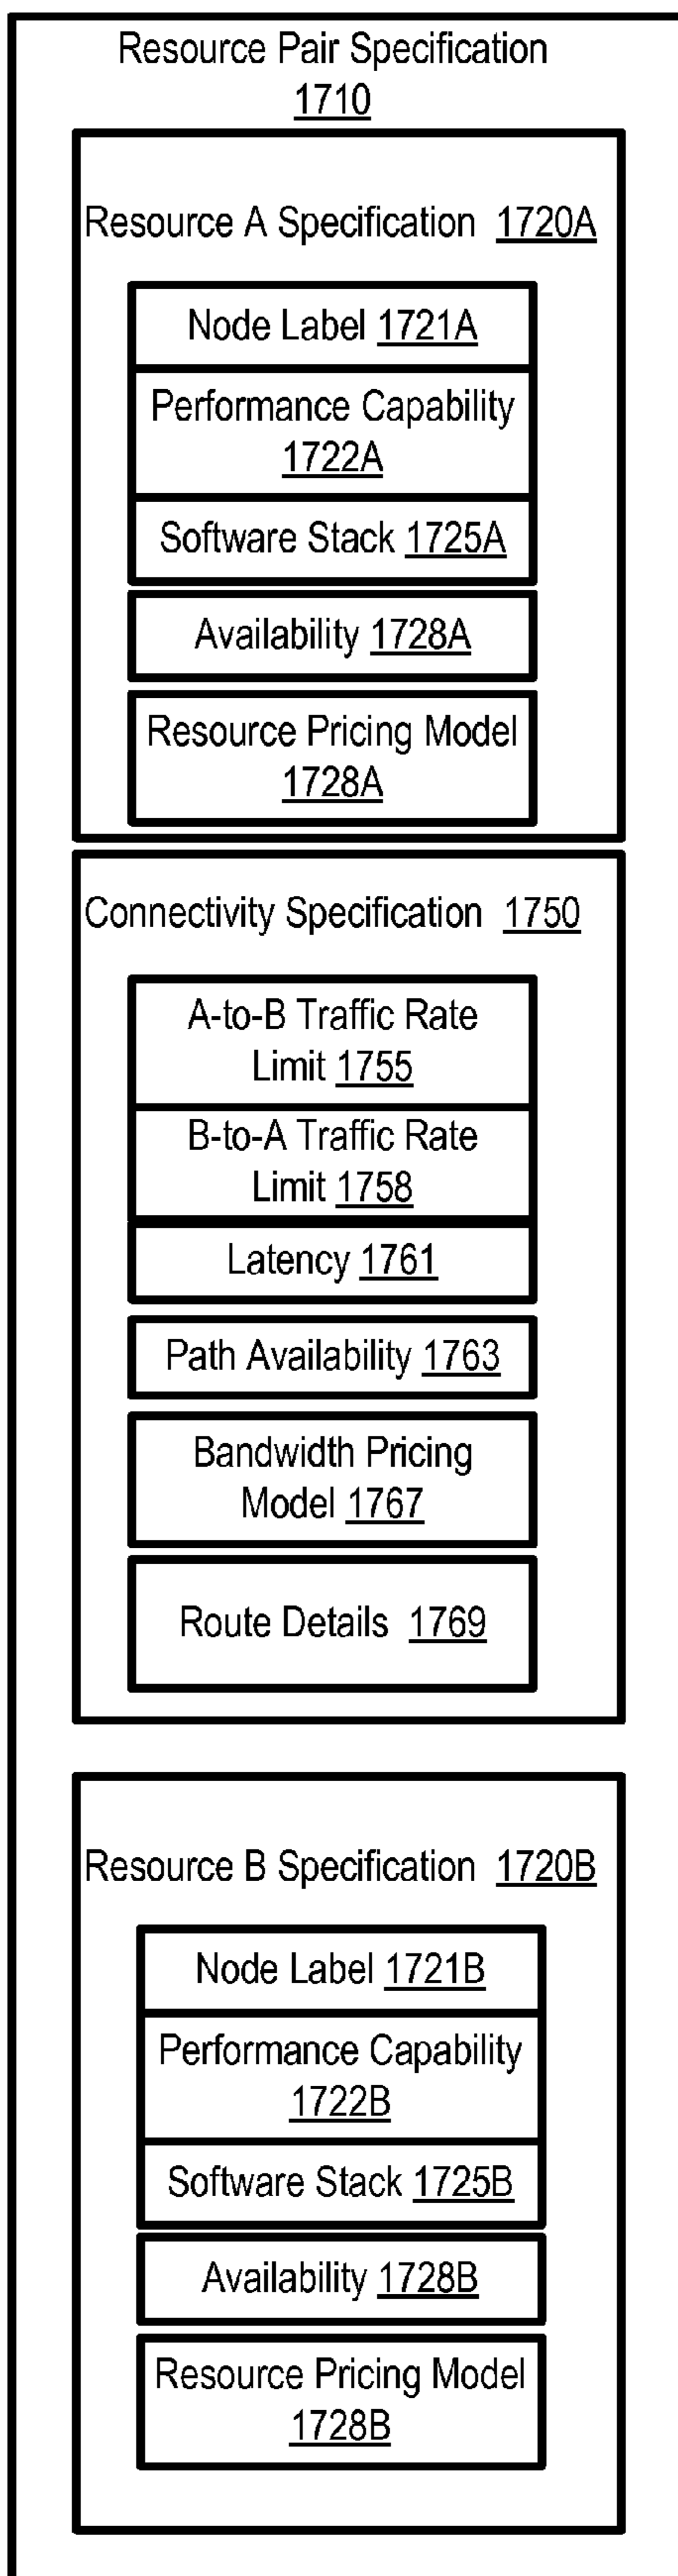 Resource Pair Specification
1710
Resource A Specification 1720A
Node Label 1721A
Performance Capability
1722A
Software Stack 1725A
Availability 1728A
Resource Pricing Model
1728A
Connectivity Specification 1750
A-to-B Traffic Rate
Limit 1755
B-to-A Traffic Rate
Limit 1758
Latency 1761
Path Availability 1763
Bandwidth Pricing
Model 1767
Route Details 1769
Resource B Specification 1720B
Node Label 1721B
Performance Capability
1722B
Software Stack 1725B
Availability 1728B
Resource Pricing Model
1728B